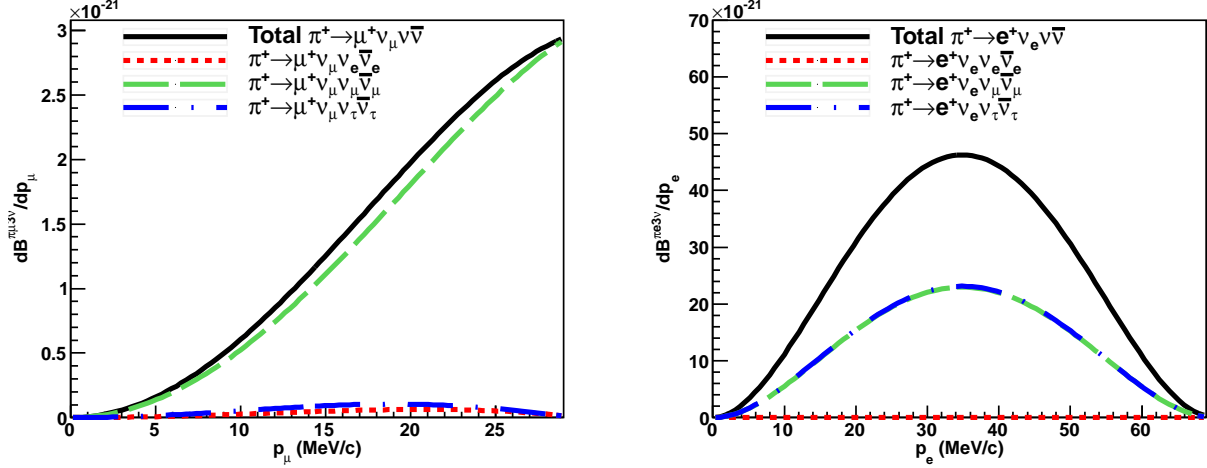 ×10⁻²¹
3
2.5
2
1.5
1
0.5
0
dB^πμ3ν/dp_μ
Total π⁺→μ⁺ν_μνν̅
π⁺→μ⁺ν_μν_eν̅_e
π⁺→μ⁺ν_μν_μν̅_μ
π⁺→μ⁺ν_μν_τν̅_τ
0 5 10 15 20 25
p_μ (MeV/c)
×10⁻²¹
70
60
50
40
30
20
10
0
dB^πe3ν/dp_e
Total π⁺→e⁺ν_eνν̅
π⁺→e⁺ν_eν_eν̅_e
π⁺→e⁺ν_eν_μν̅_μ
π⁺→e⁺ν_eν_τν̅_τ
0 10 20 30 40 50 60
p_e (MeV/c)